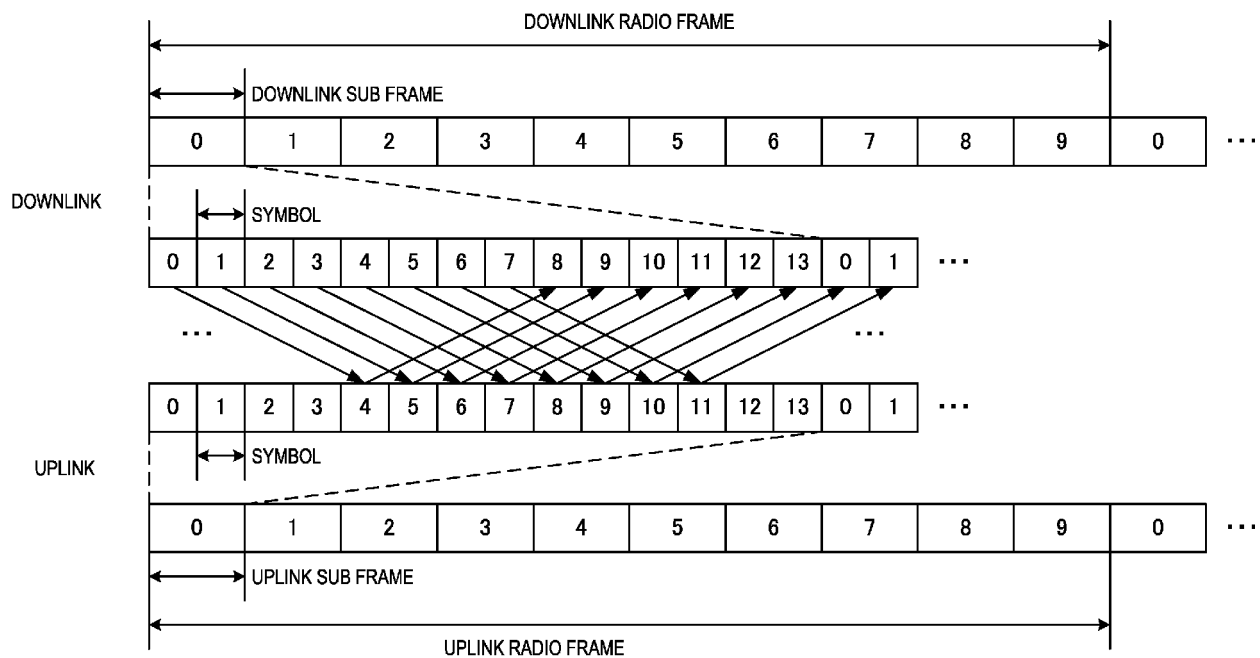 DOWNLINK RADIO FRAME
DOWNLINK SUB FRAME
0 1 2 3 4 5 6 7 8 9 0 ...
DOWNLINK
SYMBOL
0 1 2 3 4 5 6 7 8 9 10 11 12 13 0 1 ...
... ...
0 1 2 3 4 5 6 7 8 9 10 11 12 13 0 1 ...
SYMBOL
UPLINK
0 1 2 3 4 5 6 7 8 9 0 ...
UPLINK SUB FRAME
UPLINK RADIO FRAME